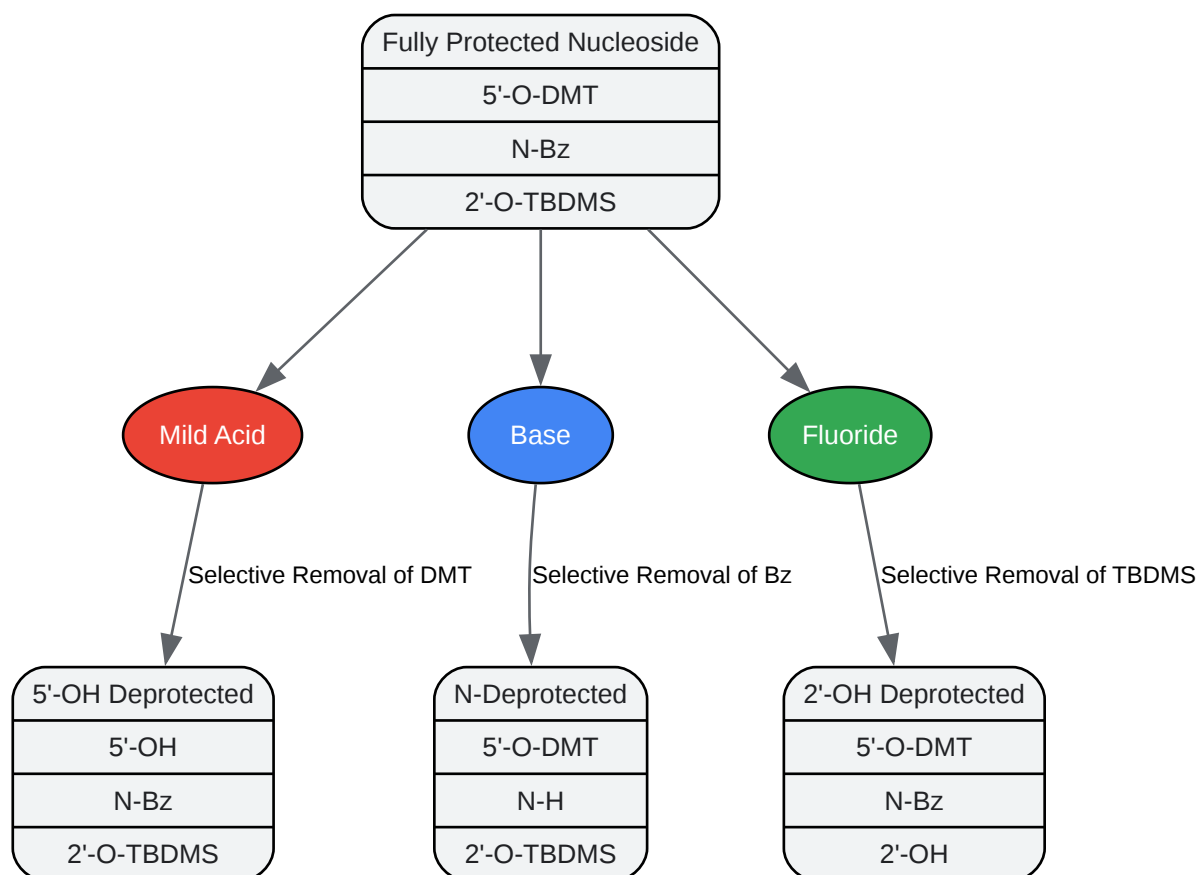 Fully Protected Nucleoside
5'-O-DMT
N-Bz
2'-O-TBDMS
Mild Acid
Base
Fluoride
Selective Removal of DMT
Selective Removal of Bz
Selective Removal of TBDMS
5'-OH Deprotected
5'-OH
N-Bz
2'-O-TBDMS
N-Deprotected
5'-O-DMT
N-H
2'-O-TBDMS
2'-OH Deprotected
5'-O-DMT
N-Bz
2'-OH